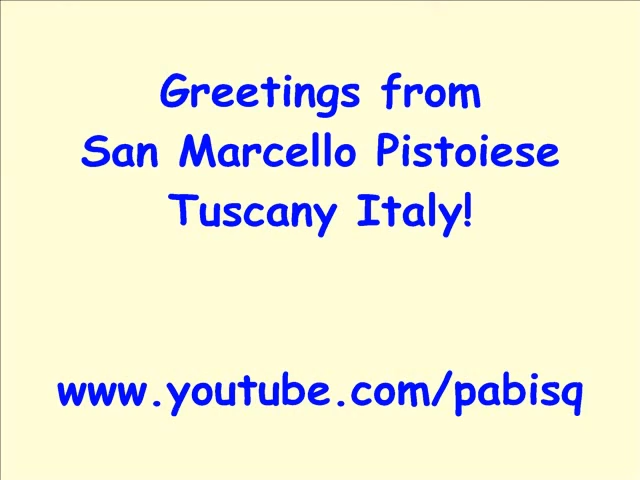 Greetings from
San Marcello Pistoiese
Tuscany Italy!
www.youtube.com/pabisq